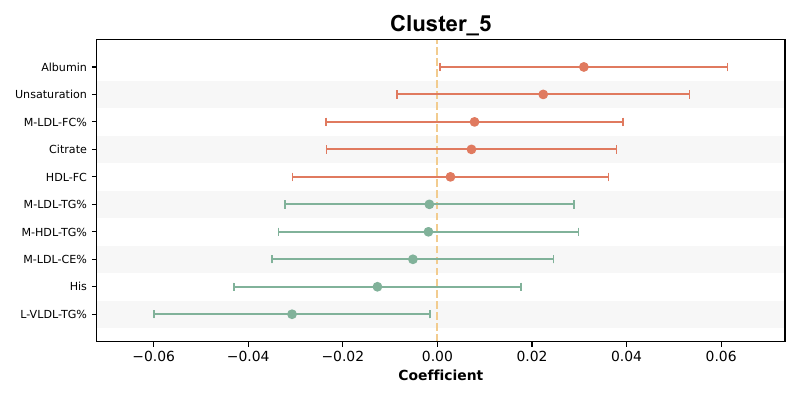 Cluster_5
Albumin
Unsaturation
M-LDL-FC%
Citrate
HDL-FC
M-LDL-TG%
M-HDL-TG%
M-LDL-CE%
His
L-VLDL-TG%
−0.06 −0.04 −0.02 0.00 0.02 0.04 0.06
Coefficient